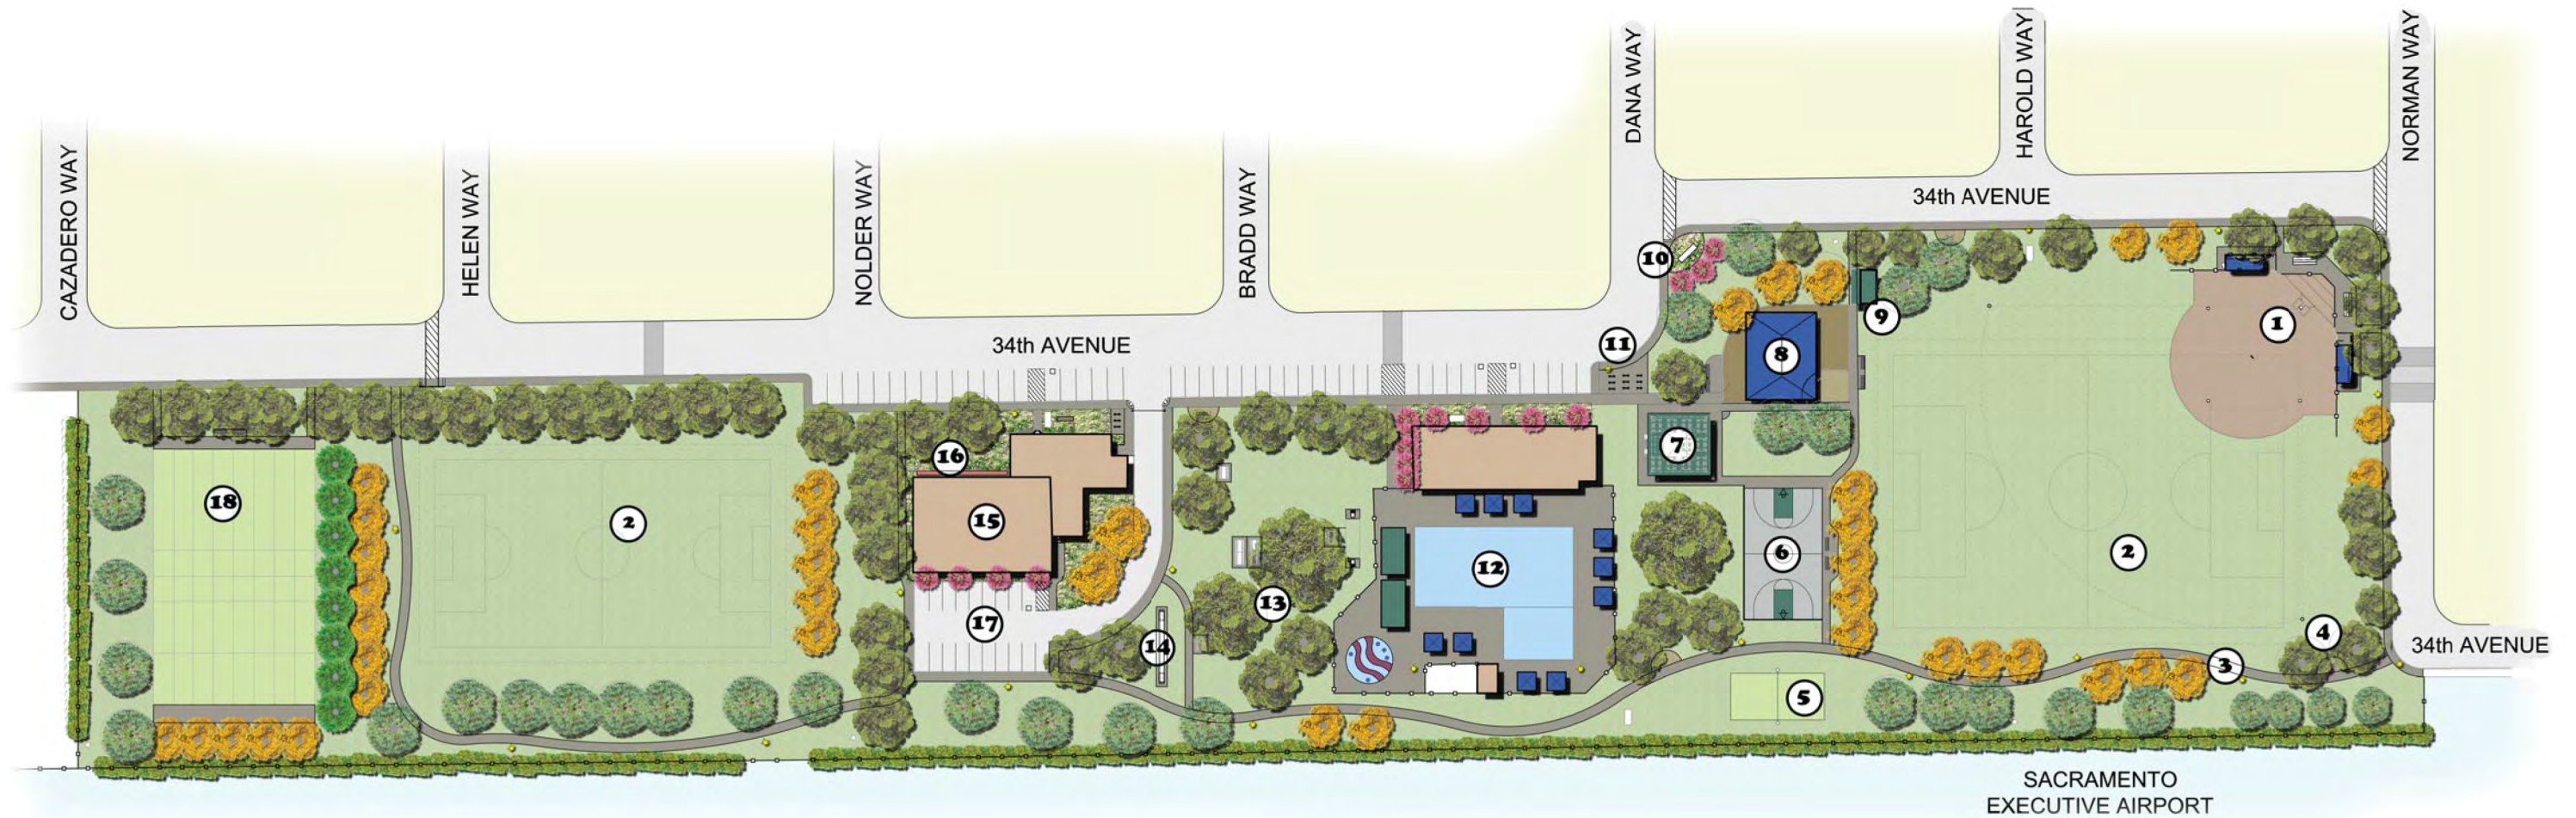 CAZADERO WAY
HELEN WAY
NOLDER WAY
BRADD WAY
DANA WAY
HAROLD WAY
NORMAN WAY
34th AVENUE
34th AVENUE
10
9
1
11
8
16
7
18
15
2
12
6
2
13
17
14
4
34th AVENUE
3
5
SACRAMENTO
EXECUTIVE AIRPORT